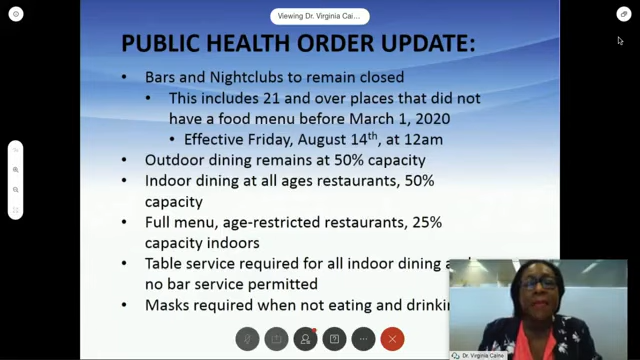 Viewing Dr. Virginia Cai...
PUBLIC HEALTH ORDER UPDATE:
• Bars and Nightclubs to remain closed
• This includes 21 and over places that did not
have a food menu before March 1, 2020
• Effective Friday, August 14th, at 12am
• Outdoor dining remains at 50% capacity
• Indoor dining at all ages restaurants, 50%
capacity
• Full menu, age-restricted restaurants, 25%
capacity indoors
• Table service required for all indoor dining
no bar service permitted
• Masks required when not eating and
Dr. Virginia Caine